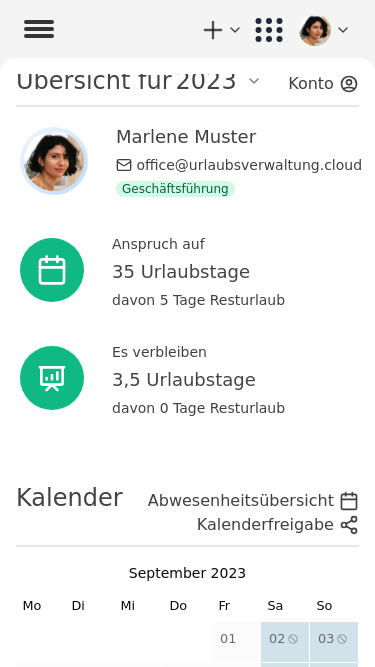 Übersicht für 2023
Konto
Marlene Muster
office@urlaubsverwaltung.cloud
Geschäftsführung
Anspruch auf
35 Urlaubstage
davon 5 Tage Resturlaub
Es verbleiben
3,5 Urlaubstage
davon 0 Tage Resturlaub
Kalender
Abwesenheitsübersicht
Kalenderfreigabe
September 2023
Mo Di Mi Do Fr Sa So
01 02 03